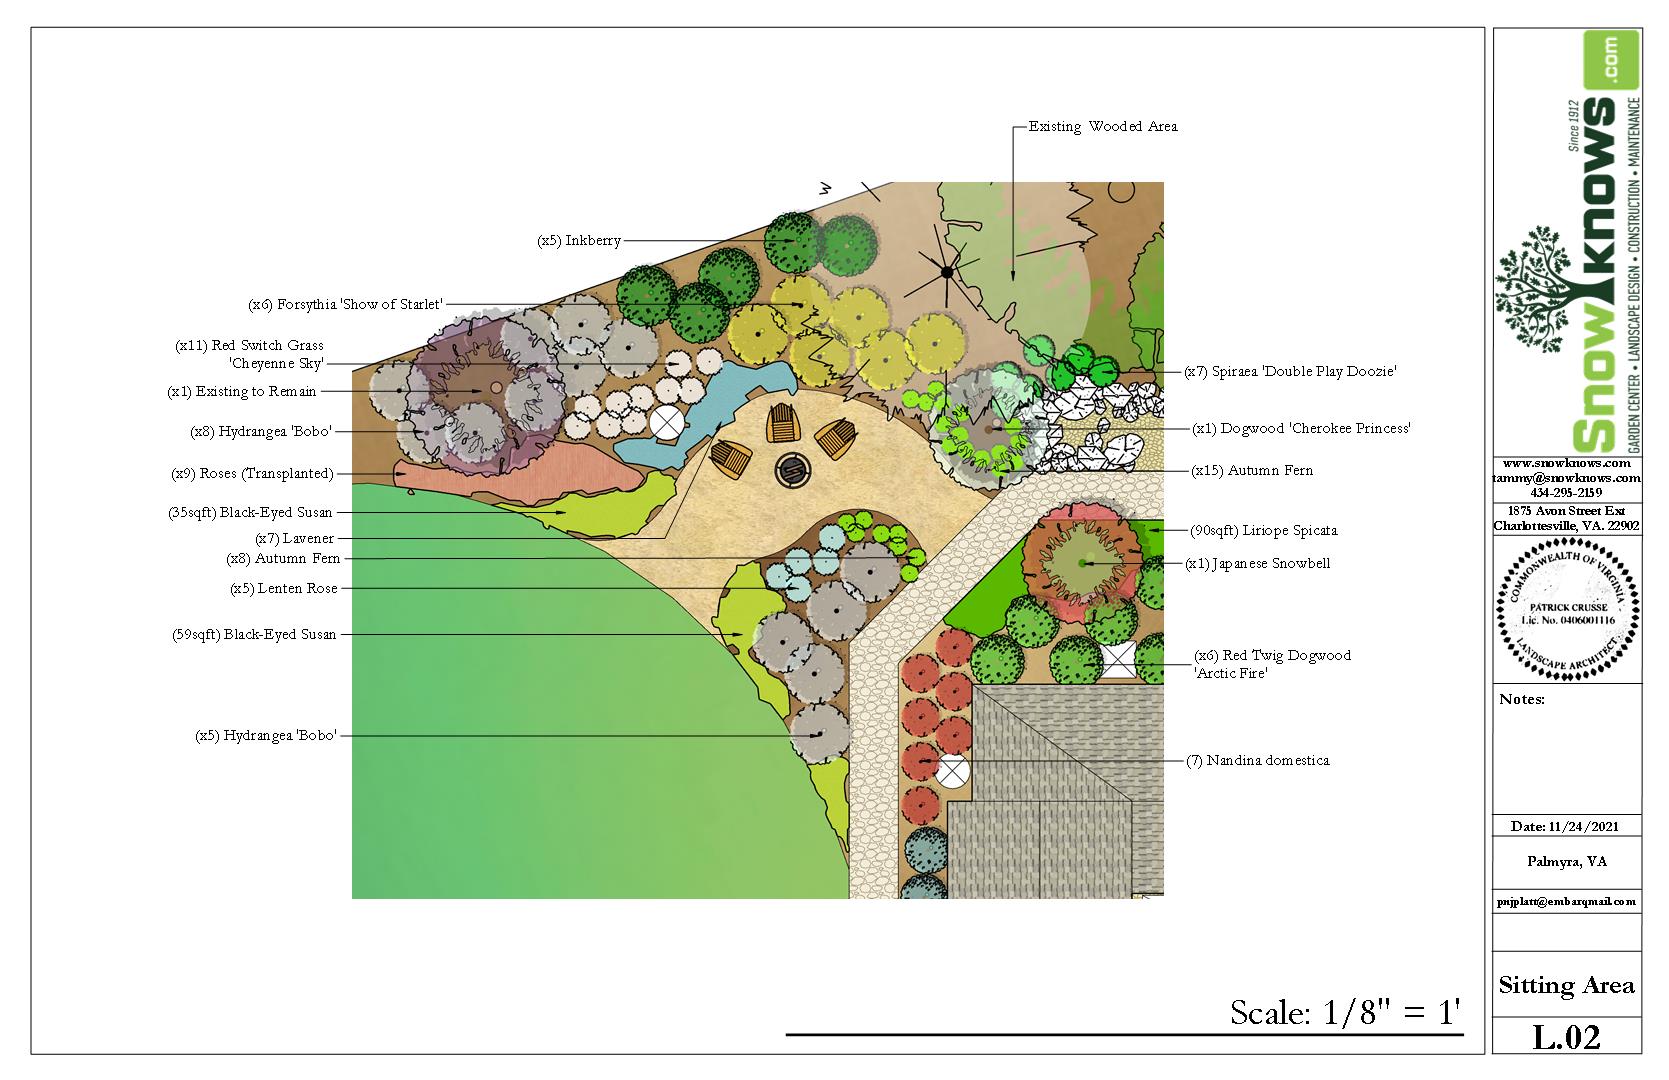 Existing Wooded Area
(x5) Inkberry
(x6) Forsythia 'Show of Starlet'
(x11) Red Switch Grass
'Cheyenne Sky'
(x1) Existing to Remain
(x8) Hydrangea 'Bobo'
(x9) Roses (Transplanted)
(35sqft) Black-Eyed Susan
(x7) Lavener
(x8) Autumn Fern
(x5) Lenten Rose
(59sqft) Black-Eyed Susan
(x5) Hydrangea 'Bobo'
(x7) Spiraea 'Double Play Doozie'
(x1) Dogwood 'Cherokee Princess'
(x15) Autumn Fern
(90sqft) Liriope Spicata
(x1) Japanese Snowbell
(x6) Red Twig Dogwood
'Arctic Fire'
(7) Nandina domestica
Scale: 1/8" = 1'
Since 1912
Snowknows.com
GARDEN CENTER • LANDSCAPE DESIGN • CONSTRUCTION • MAINTENANCE
www.snowknows.com
tammy@snowknows.com
434-295-2159
1875 Avon Street Ext
Charlottesville, VA. 22902
COMMONWEALTH OF VIRGINIA
PATRICK CRUSSE
Lic. No. 0406001116
LANDSCAPE ARCHITECT
Notes:
Date: 11/24/2021
Palmyra, VA
pnjplatt@embarqmail.com
Sitting Area
L.02